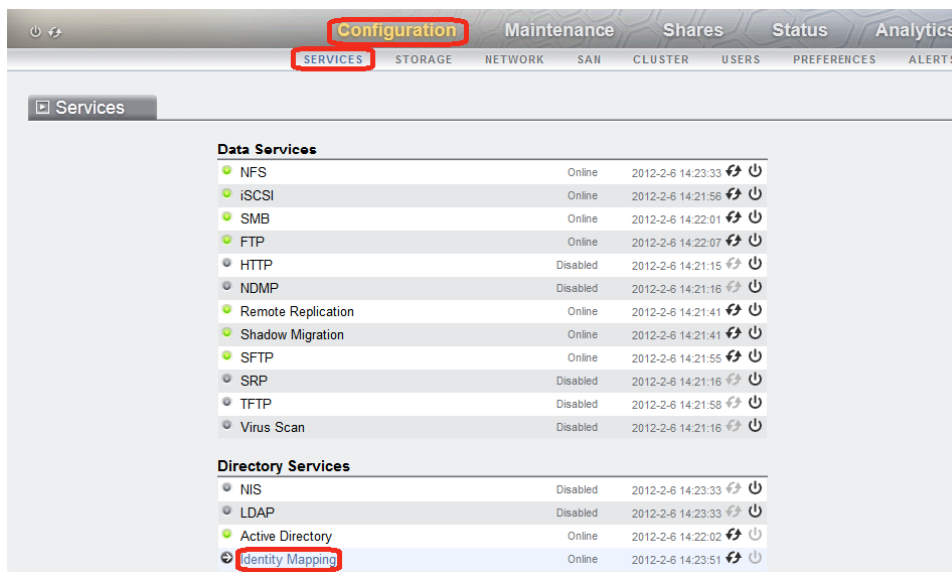 Configuration Maintenance Shares Status Analytics
SERVICES STORAGE NETWORK SAN CLUSTER USERS PREFERENCES ALERTS
Services
Data Services
NFS Online 2012-2-6 14:23:33
iSCSI Online 2012-2-6 14:21:56
SMB Online 2012-2-6 14:22:01
FTP Online 2012-2-6 14:22:07
HTTP Disabled 2012-2-6 14:21:15
NDMP Disabled 2012-2-6 14:21:16
Remote Replication Online 2012-2-6 14:21:41
Shadow Migration Online 2012-2-6 14:21:41
SFTP Online 2012-2-6 14:21:55
SRP Disabled 2012-2-6 14:21:16
TFTP Disabled 2012-2-6 14:21:58
Virus Scan Disabled 2012-2-6 14:21:16
Directory Services
NIS Disabled 2012-2-6 14:23:33
LDAP Disabled 2012-2-6 14:23:33
Active Directory Online 2012-2-6 14:22:02
Identity Mapping Online 2012-2-6 14:23:51